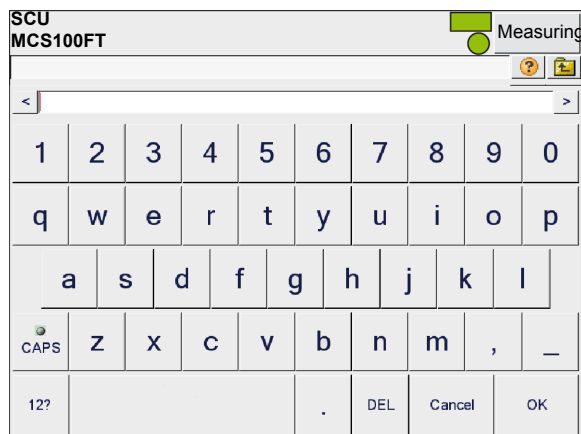 SCU
MCS100FT
Measuring
?
< >
1 2 3 4 5 6 7 8 9 0
q w e r t y u i o p
a s d f g h j k l
CAPS z x c v b n m , _
12? . DEL Cancel OK